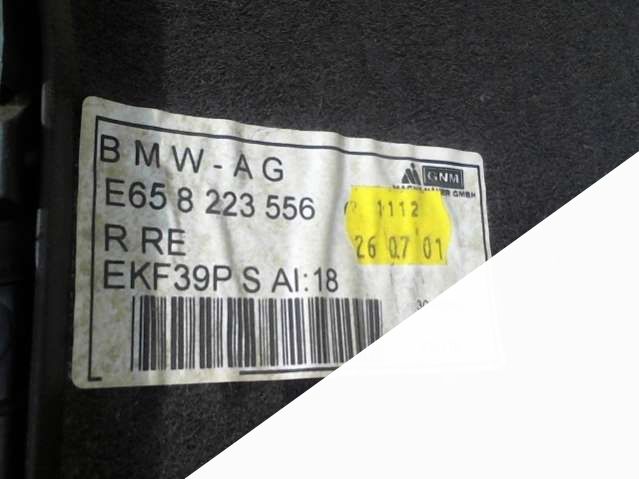 BMW-AG
GNM
E65 8 223 556
1112
R RE
26 07 01
EKF39P S AI:18